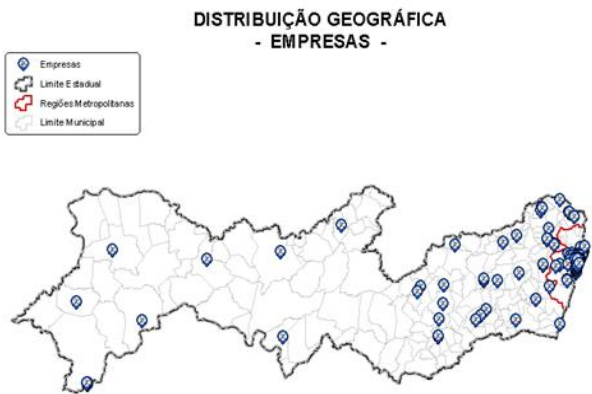 DISTRIBUIÇÃO GEOGRÁFICA
- EMPRESAS -
Empresas
Limite Estadual
Regiões Metropolitanas
Limite Municipal